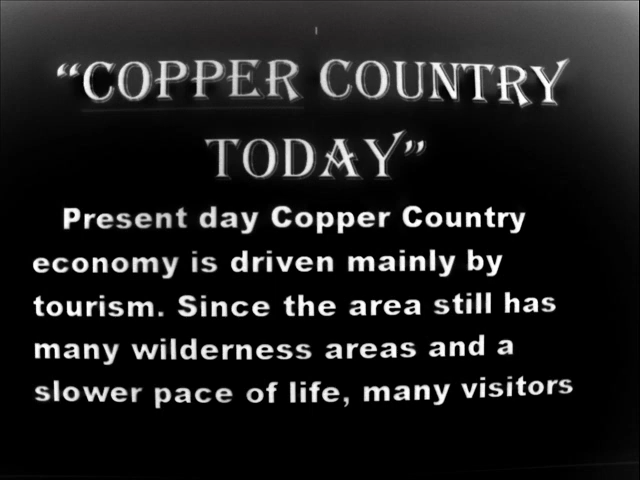 “COPPER COUNTRY
TODAY”
Present day Copper Country
economy is driven mainly by
tourism. Since the area still has
many wilderness areas and a
slower pace of life, many visitors